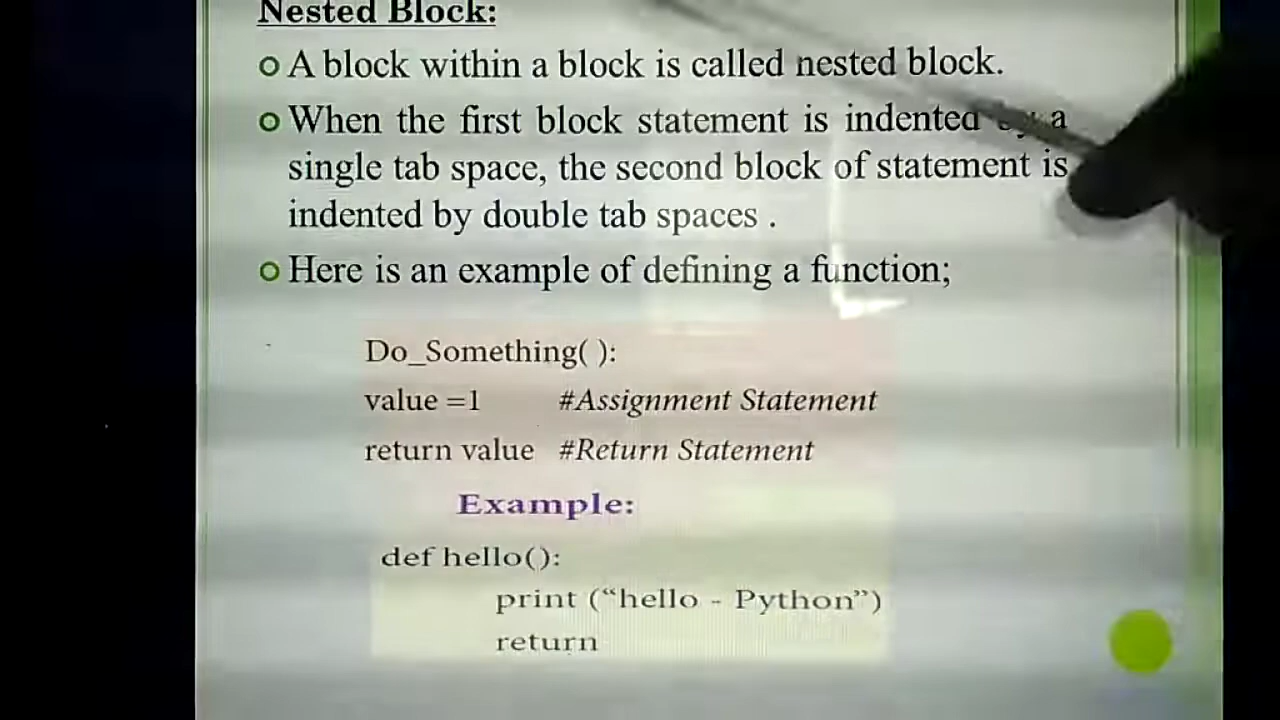 Nested Block:
A block within a block is called nested block.
When the first block statement is indented by a
single tab space, the second block of statement is
indented by double tab spaces .
Here is an example of defining a function;
Do_Something( ):
value =1 #Assignment Statement
return value #Return Statement
Example:
def hello():
print (“hello - Python”)
return